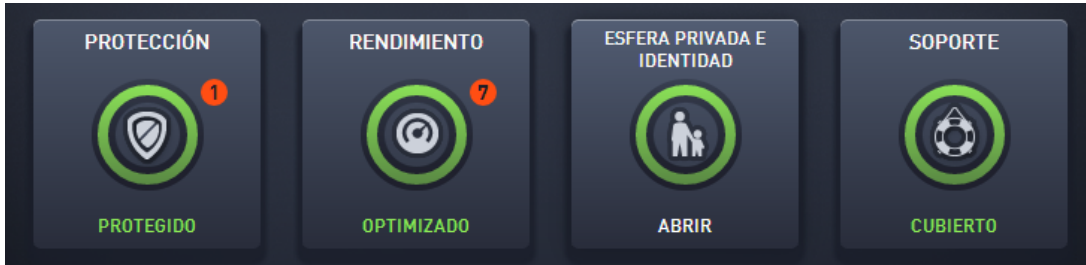 PROTECCIÓN
1
PROTEGIDO
RENDIMIENTO
7
OPTIMIZADO
ESFERA PRIVADA E
IDENTIDAD
ABRIR
SOPORTE
CUBIERTO